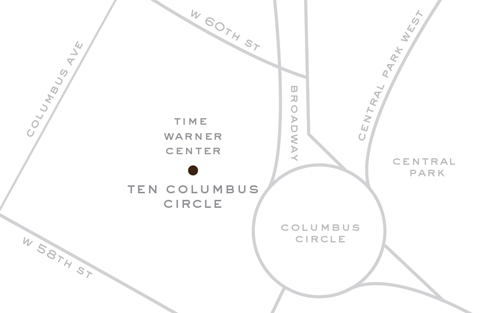 W 60TH ST
CENTRAL PARK WEST
COLUMBUS AVE
BROADWAY
TIME
WARNER
CENTER
TEN COLUMBUS
CIRCLE
CENTRAL
PARK
COLUMBUS
CIRCLE
W 58TH ST